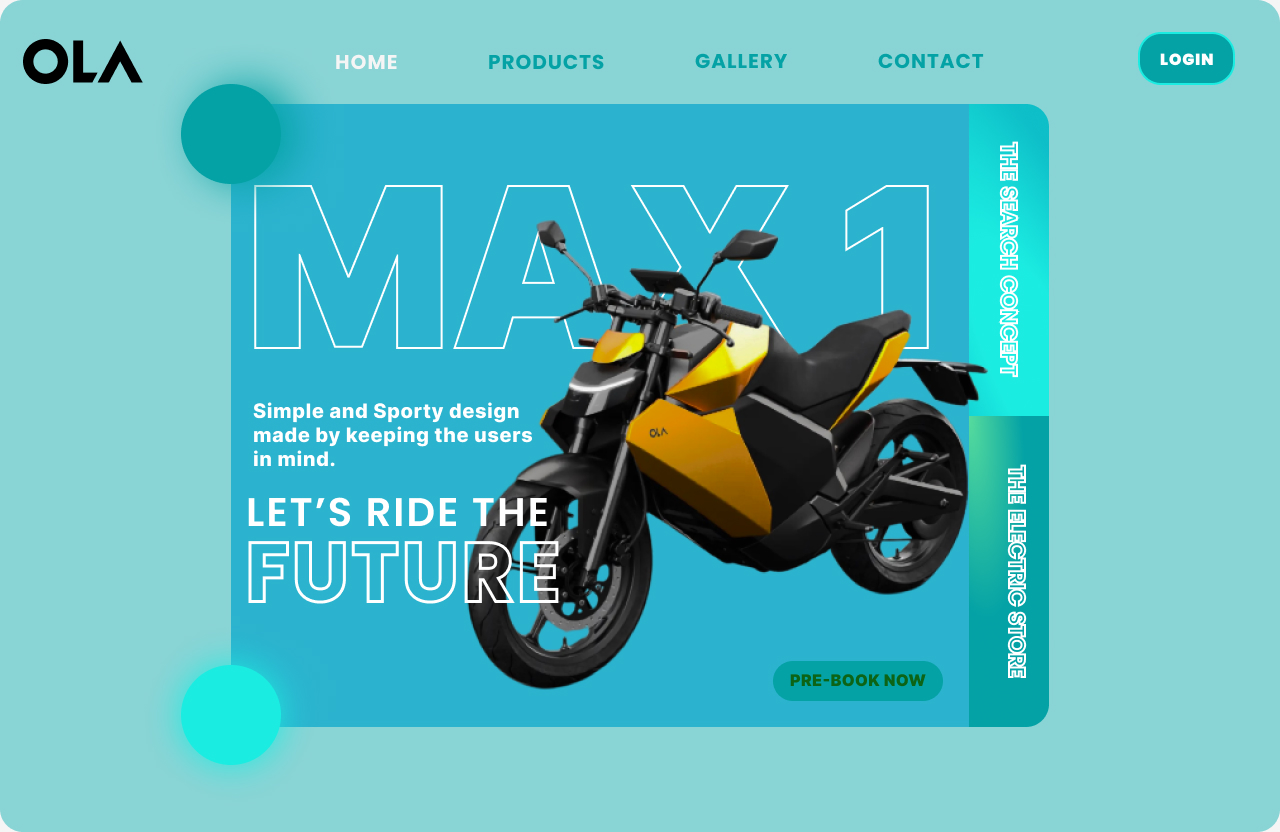 OLA
HOME
PRODUCTS
GALLERY
CONTACT
LOGIN
MAX 1
OLA
Simple and Sporty design
made by keeping the users
in mind.
LET’S RIDE THE
FUTURE
PRE-BOOK NOW
THE SEARCH CONCEPT
THE ELECTRIC STORE